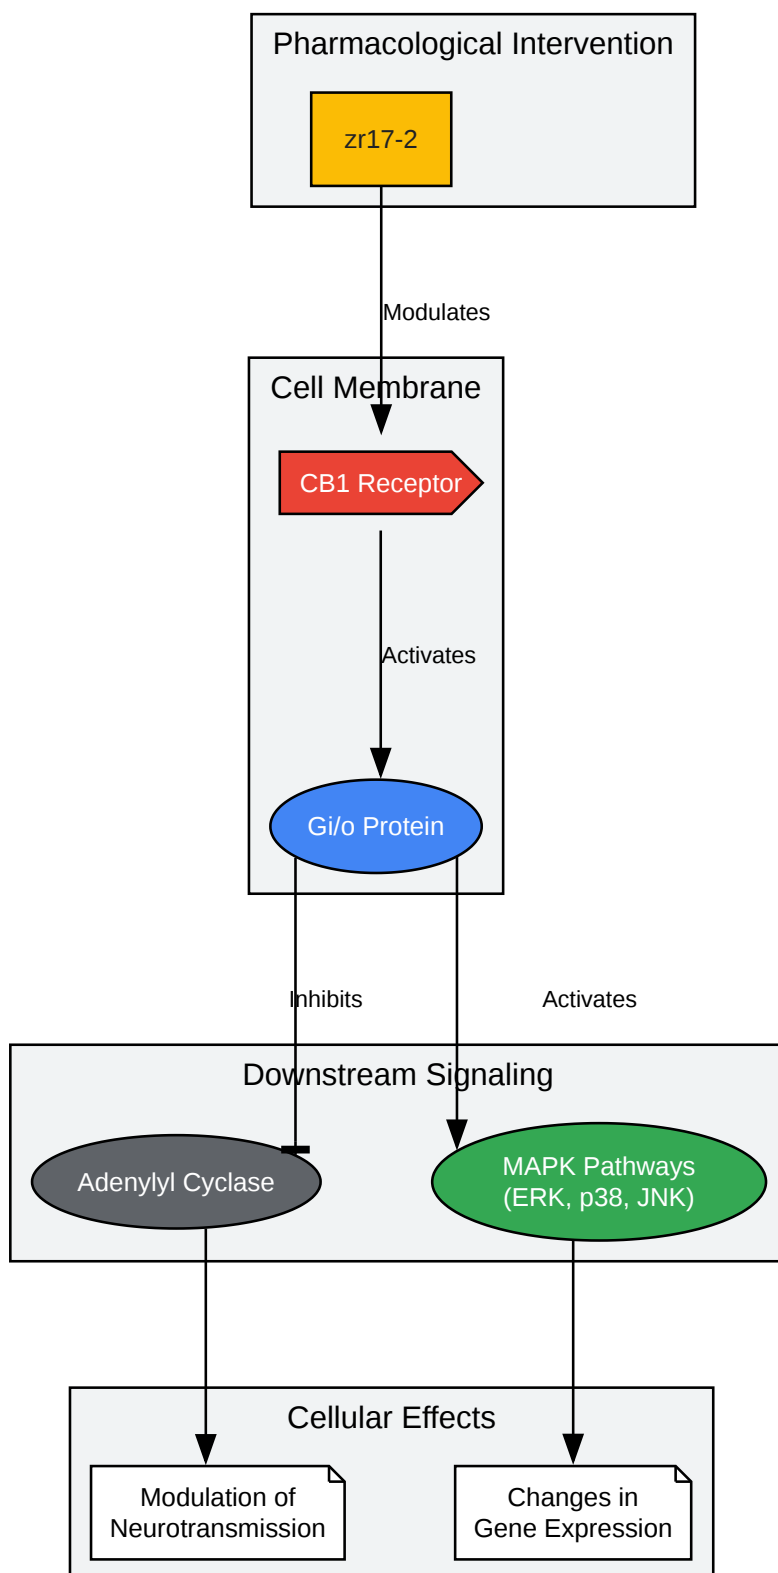 Pharmacological Intervention
zr17-2
Modulates
Cell Membrane
CB1 Receptor
Activates
Gi/o Protein
Inhibits
Activates
Downstream Signaling
Adenylyl Cyclase
MAPK Pathways
(ERK, p38, JNK)
Cellular Effects
Modulation of
Neurotransmission
Changes in
Gene Expression